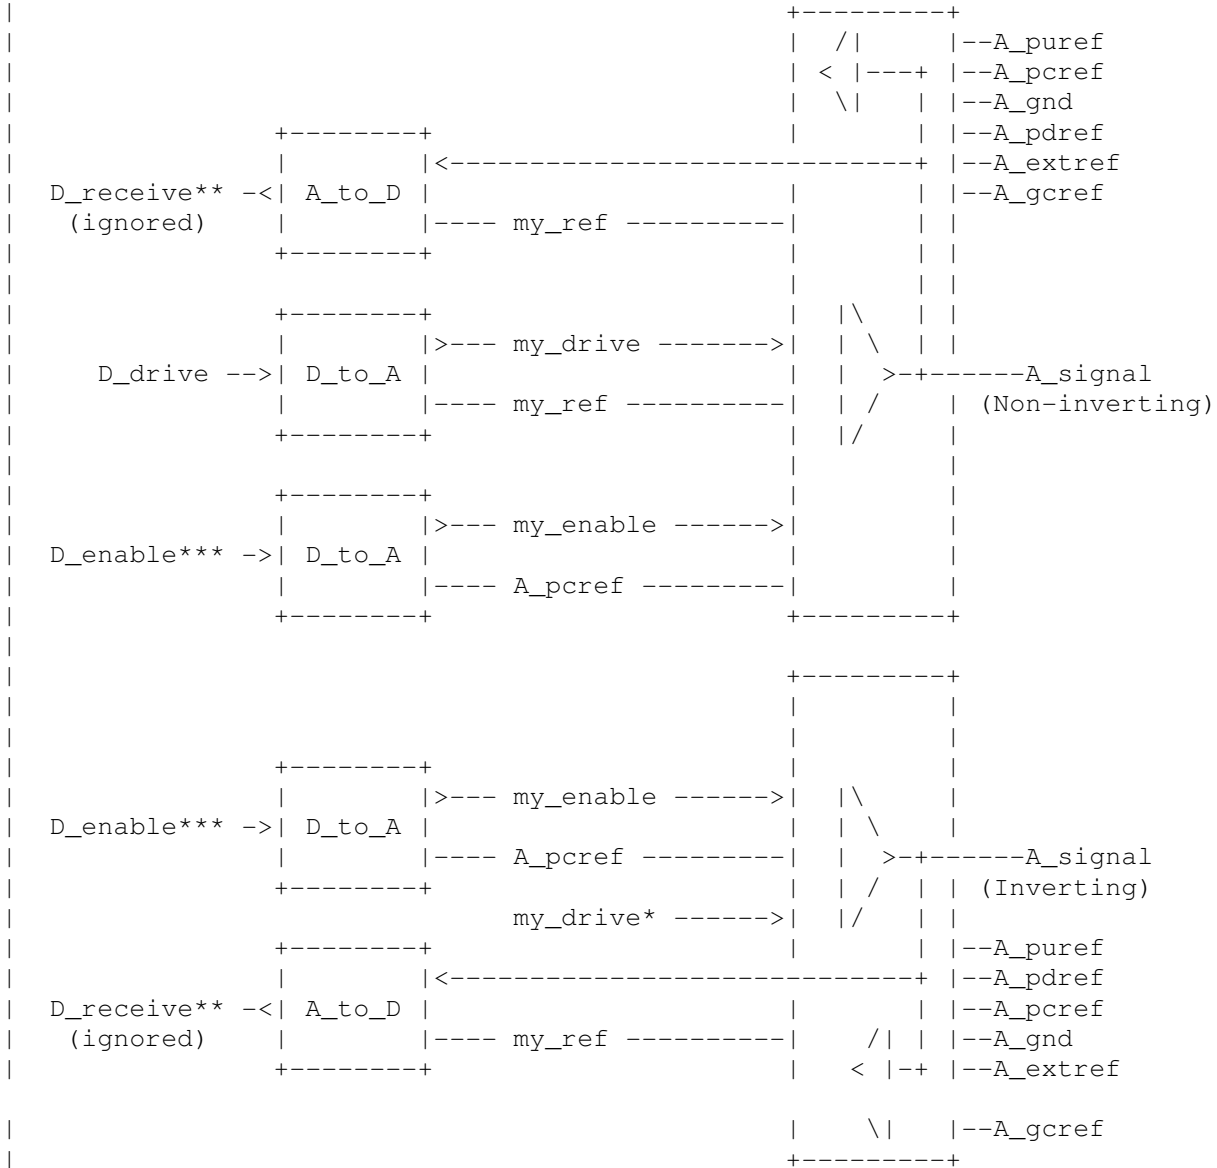 |                                                +---------+
|                                                |  /|     |--A_puref
|                                                | < |---+ |--A_pcref
|                                                |  \|   | |--A_gnd
|                +--------+                      |       | |--A_pdref
|                |        |<-----------------------------+ |--A_extref
|  D_receive** -<| A_to_D |                      |       | |--A_gcref
|   (ignored)    |        |---- my_ref ----------|       | |
|                +--------+                      |       | |
|                                                |       | |
|                +--------+                      |  |\   | |
|                |        |>--- my_drive ------->|  | \  | |
|     D_drive -->| D_to_A |                      |  |  >-+------A_signal
|                |        |---- my_ref ----------|  | /    | (Non-inverting)
|                +--------+                      |  |/     |
|                                                |         |
|                +--------+                      |         |
|                |        |>--- my_enable ------>|         |
|  D_enable*** ->| D_to_A |                      |         |
|                |        |---- A_pcref ---------|         |
|                +--------+                      +---------+
|
|                                                +---------+
|                                                |         |
|                                                |         |
|                +--------+                      |         |
|                |        |>--- my_enable ------>|  |\     |
|  D_enable*** ->| D_to_A |                      |  | \    |
|                |        |---- A_pcref ---------|  |  >-+------A_signal
|                +--------+                      |  | /  | | (Inverting)
|                               my_drive* ------>|  |/   | |
|                +--------+                      |       | |--A_puref
|                |        |<-----------------------------+ |--A_pdref
|  D_receive** -<| A_to_D |                      |       | |--A_pcref
|   (ignored)    |        |---- my_ref ----------|    /| | |--A_gnd
|                +--------+                      |   < |-+ |--A_extref
|                                                |    \|   |--A_gcref
|                                                +---------+